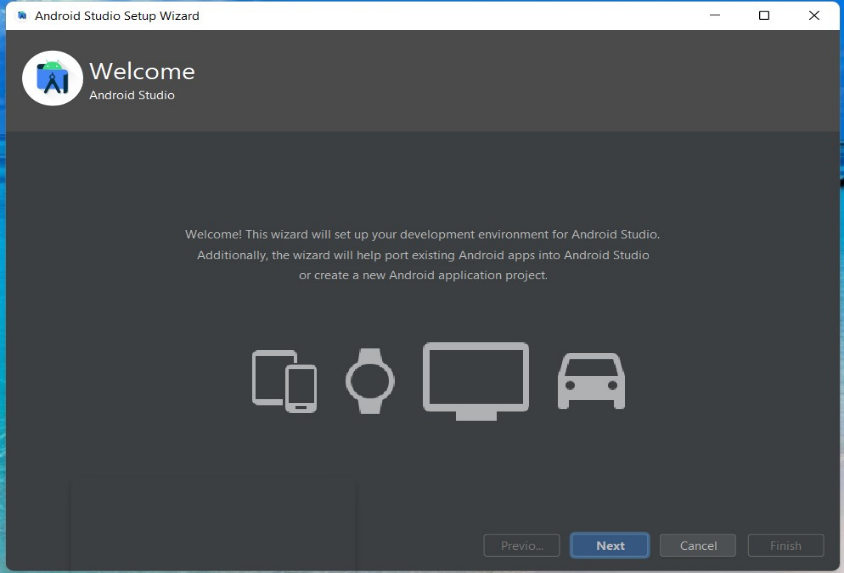 Android Studio Setup Wizard
Welcome
Android Studio
Welcome! This wizard will set up your development environment for Android Studio.
Additionally, the wizard will help port existing Android apps into Android Studio
or create a new Android application project.
Previo... Next Cancel Finish